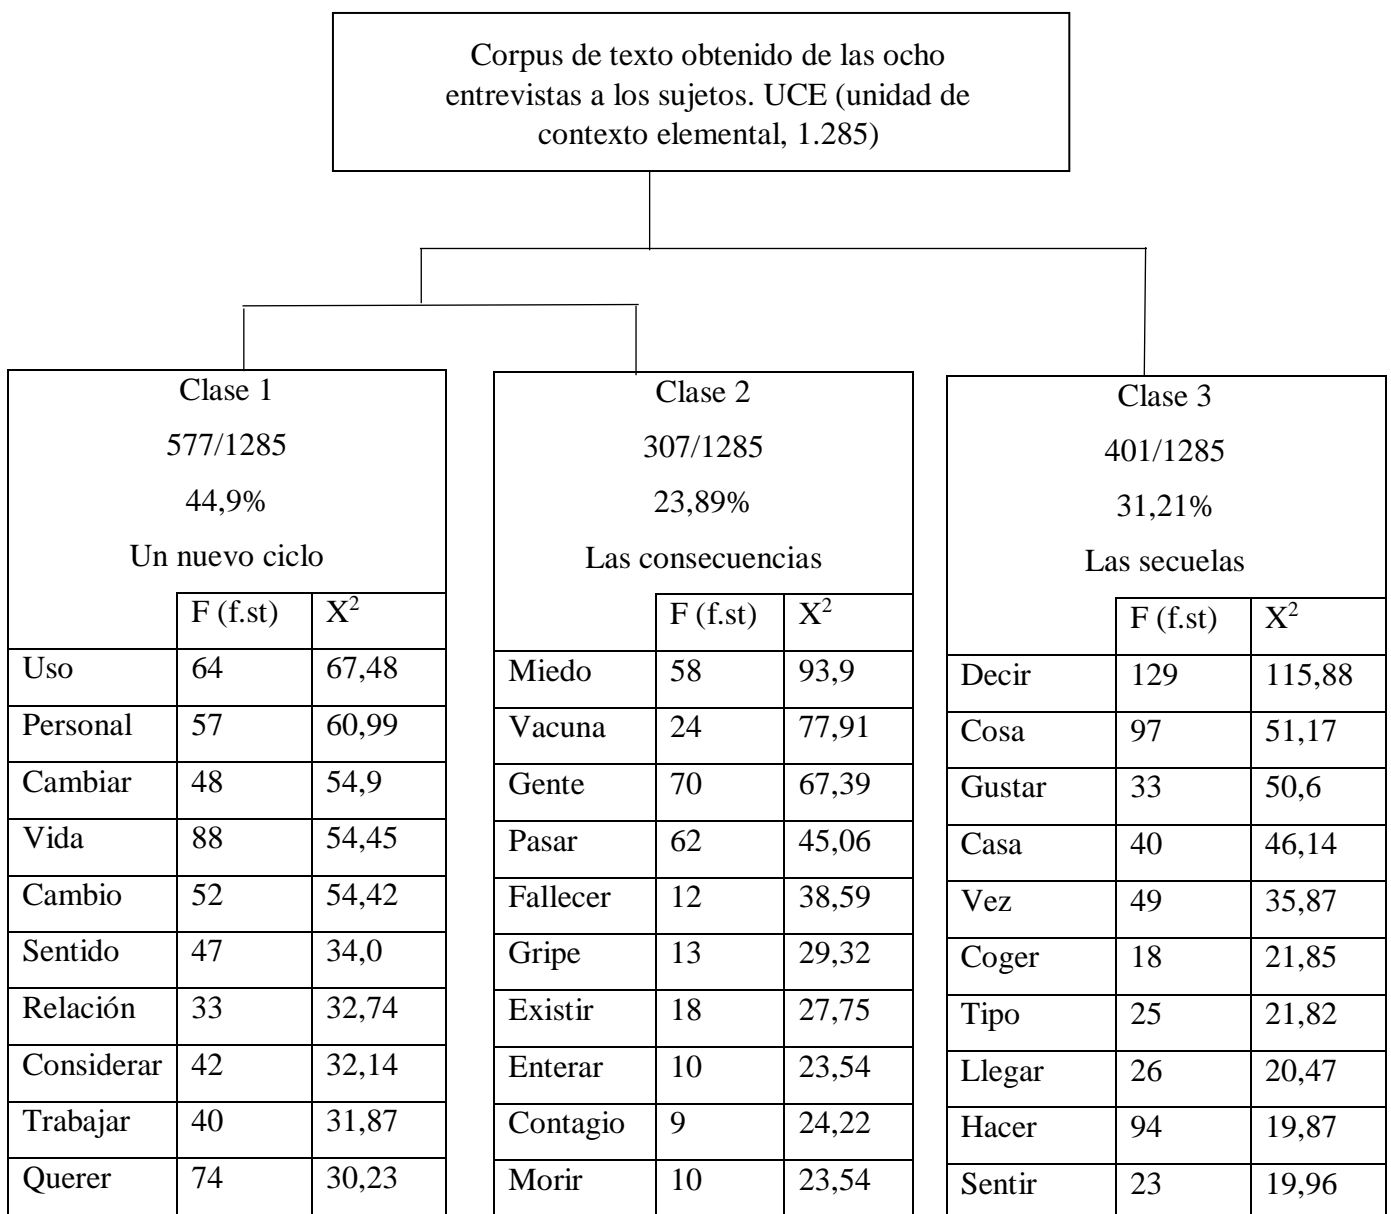 Corpus de texto obtenido de las ocho
entrevistas a los sujetos. UCE (unidad de
contexto elemental, 1.285)
Clase 1
577/1285
44,9%
Un nuevo ciclo
F (f.st) X²
Uso 64 67,48
Personal 57 60,99
Cambiar 48 54,9
Vida 88 54,45
Cambio 52 54,42
Sentido 47 34,0
Relación 33 32,74
Considerar 42 32,14
Trabajar 40 31,87
Querer 74 30,23
Clase 2
307/1285
23,89%
Las consecuencias
F (f.st) X²
Miedo 58 93,9
Vacuna 24 77,91
Gente 70 67,39
Pasar 62 45,06
Fallecer 12 38,59
Gripe 13 29,32
Existir 18 27,75
Enterar 10 23,54
Contagio 9 24,22
Morir 10 23,54
Clase 3
401/1285
31,21%
Las secuelas
F (f.st) X²
Decir 129 115,88
Cosa 97 51,17
Gustar 33 50,6
Casa 40 46,14
Vez 49 35,87
Coger 18 21,85
Tipo 25 21,82
Llegar 26 20,47
Hacer 94 19,87
Sentir 23 19,96